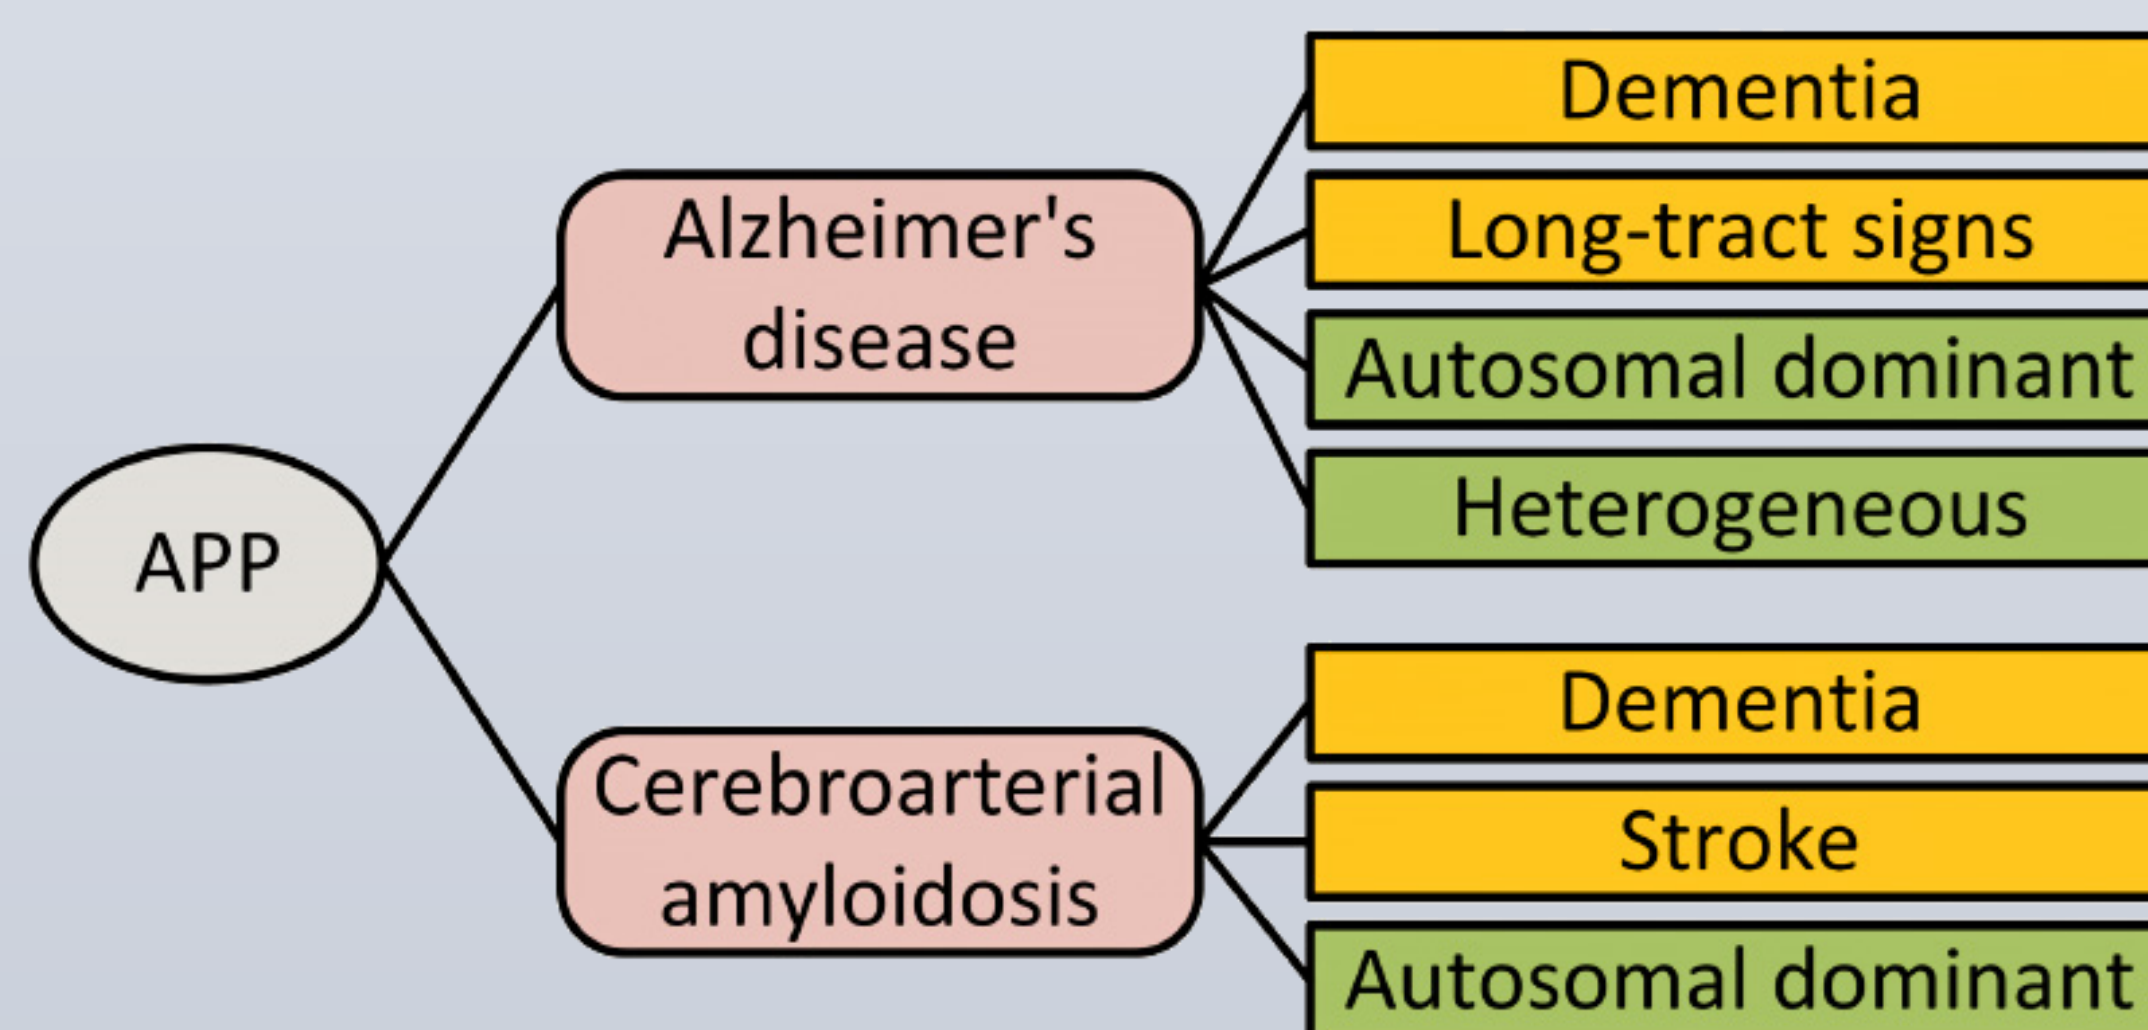 APP
Alzheimer's
disease
Dementia
Long-tract signs
Autosomal dominant
Heterogeneous
Cerebroarterial
amyloidosis
Dementia
Stroke
Autosomal dominant